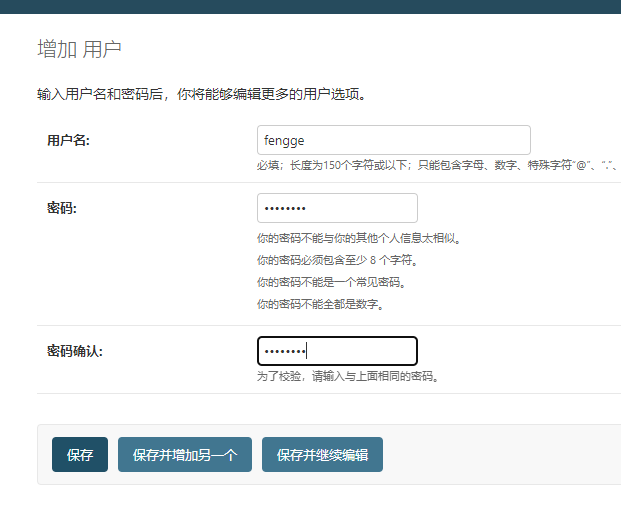 增加 用户
输入用户名和密码后，你将能够编辑更多的用户选项。
用户名:
fengge
必填；长度为150个字符或以下；只能包含字母、数字、特殊字符“@”、“.”、
密码:
••••••••
你的密码不能与你的其他个人信息太相似。
你的密码必须包含至少 8 个字符。
你的密码不能是一个常见密码。
你的密码不能全都是数字。
密码确认:
••••••••
为了校验，请输入与上面相同的密码。
保存 保存并增加另一个 保存并继续编辑